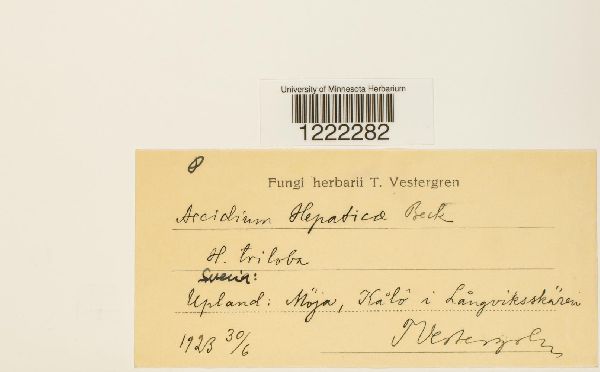 University of Minnesota Herbarium
1222282
8
Fungi herbarii T. Vestergren
Aecidium Hepaticæ Beck
H. triloba
Suecia:
Upland: Möja, Kålö i Långviksskären
1923 30/6
T Vestergren